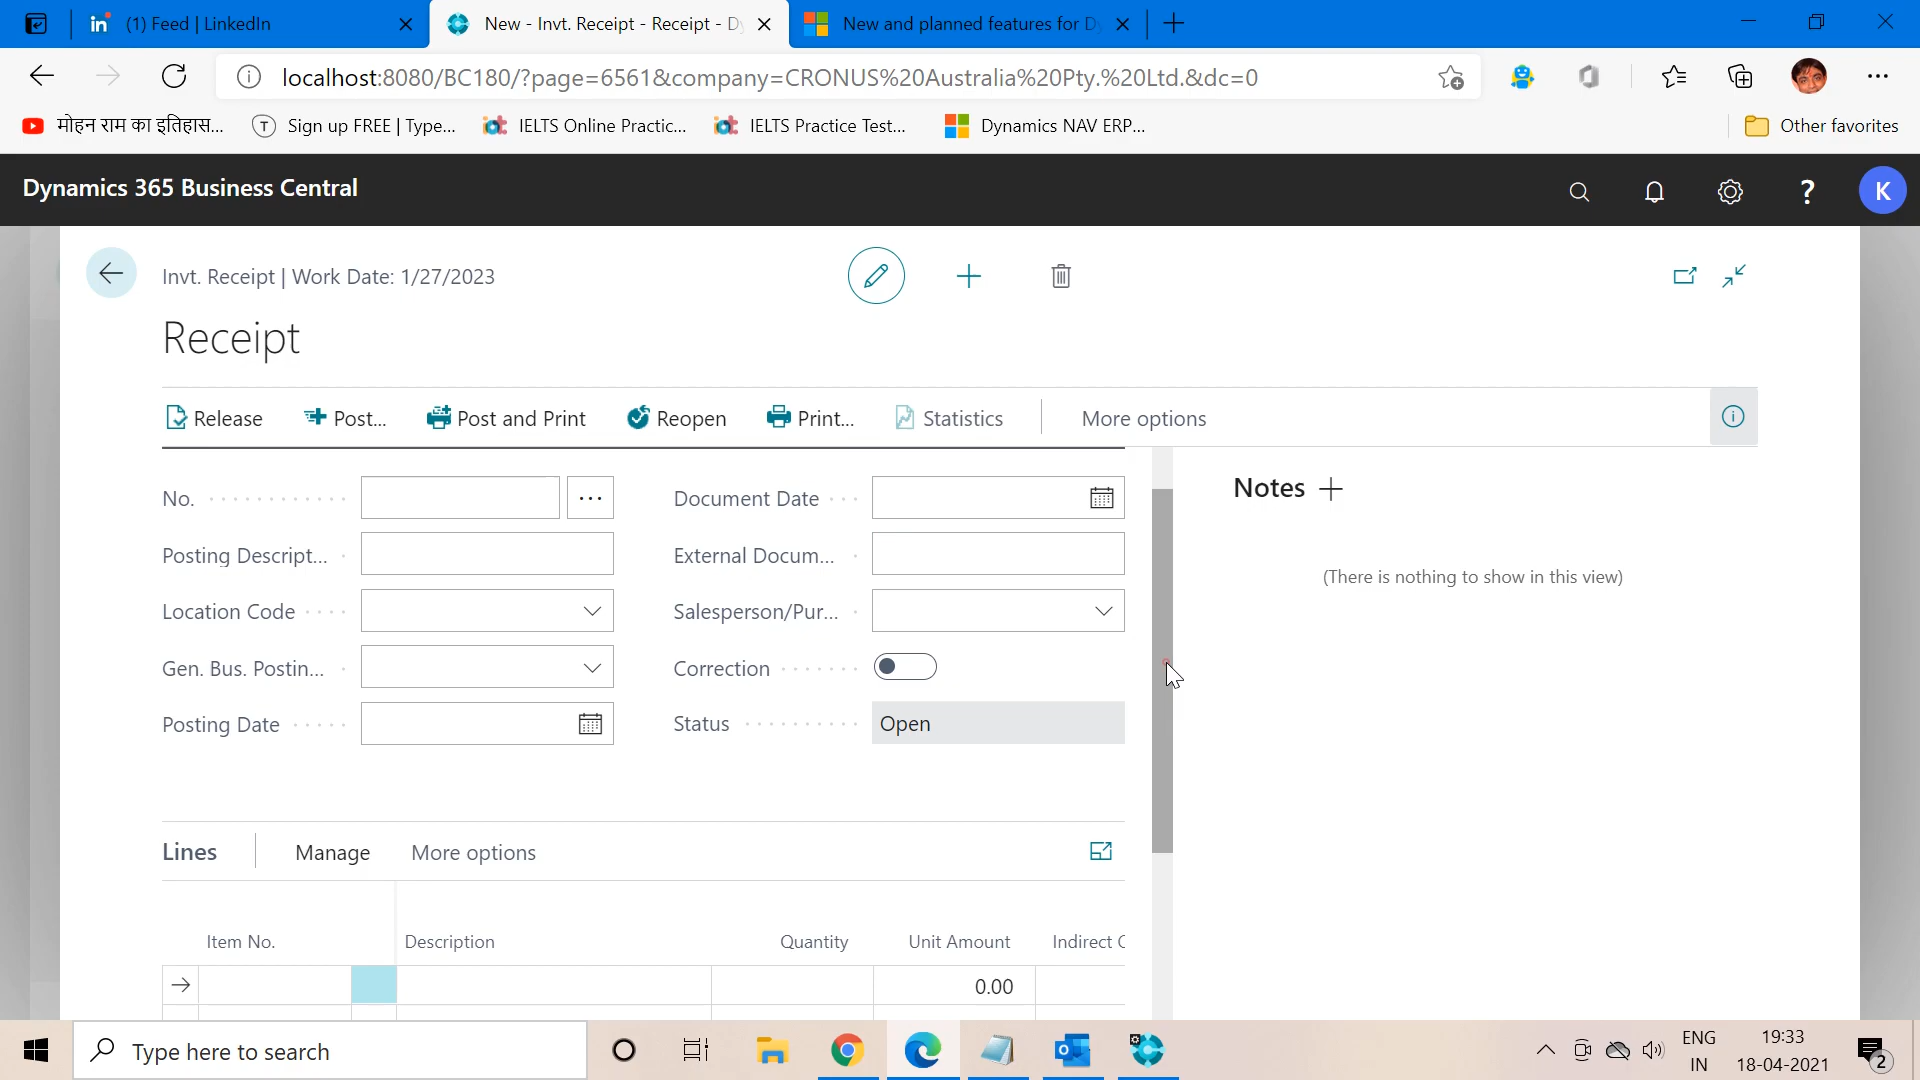 (1) Feed | LinkedIn
New - Invt. Receipt - Receipt - Dy
New and planned features for Dy
localhost:8080/BC180/?page=6561&company=CRONUS%20Australia%20Pty.%20Ltd.&dc=0
मोहन राम का इतिहास...
Sign up FREE | Type...
IELTS Online Practic...
IELTS Practice Test...
Dynamics NAV ERP...
Other favorites
Dynamics 365 Business Central
K
Invt. Receipt | Work Date: 1/27/2023
Receipt
Release
Post...
Post and Print
Reopen
Print...
Statistics
More options
No.
Document Date
Posting Descript...
External Docum...
Location Code
Salesperson/Pur...
Gen. Bus. Postin...
Correction
Posting Date
Status
Open
Notes
(There is nothing to show in this view)
Lines
Manage
More options
Item No.
Description
Quantity
Unit Amount
Indirect C
0.00
Type here to search
ENG
IN
19:33
18-04-2021
2